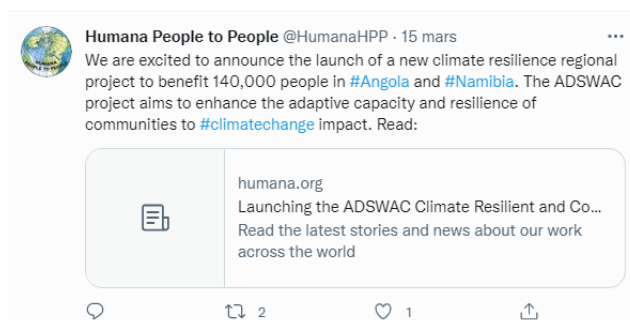 Humana People to People @HumanaHPP · 15 mars ···
We are excited to announce the launch of a new climate resilience regional
project to benefit 140,000 people in #Angola and #Namibia. The ADSWAC
project aims to enhance the adaptive capacity and resilience of
communities to #climatechange impact. Read:
humana.org
Launching the ADSWAC Climate Resilient and Co...
Read the latest stories and news about our work
across the world
2 1